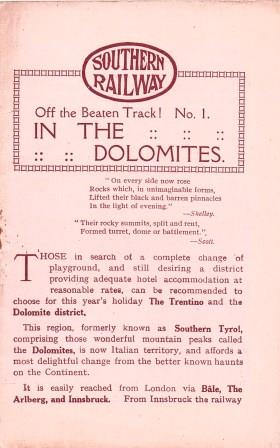 SOUTHERN
RAILWAY
Off the Beaten Track! No. 1.
IN THE :: :: ::
:: :: DOLOMITES.
"On every side now rose
Rocks which, in unimaginable forms,
Lifted their black and barren pinnacles
In the light of evening."
—Shelley.
"Their rocky summits, split and rent,
Formed turret, dome or battlement".
—Scott.
THOSE in search of a complete change of
playground, and still desiring a district
providing adequate hotel accommodation at
reasonable rates, can be recommended to
choose for this year's holiday The Trentino and the
Dolomite district.
This region, formerly known as Southern Tyrol,
comprising those wonderful mountain peaks called
the Dolomites, is now Italian territory, and affords a
most delightful change from the better known haunts
on the Continent.
It is easily reached from London via Bâle, The
Arlberg, and Innsbruck. From Innsbruck the railway